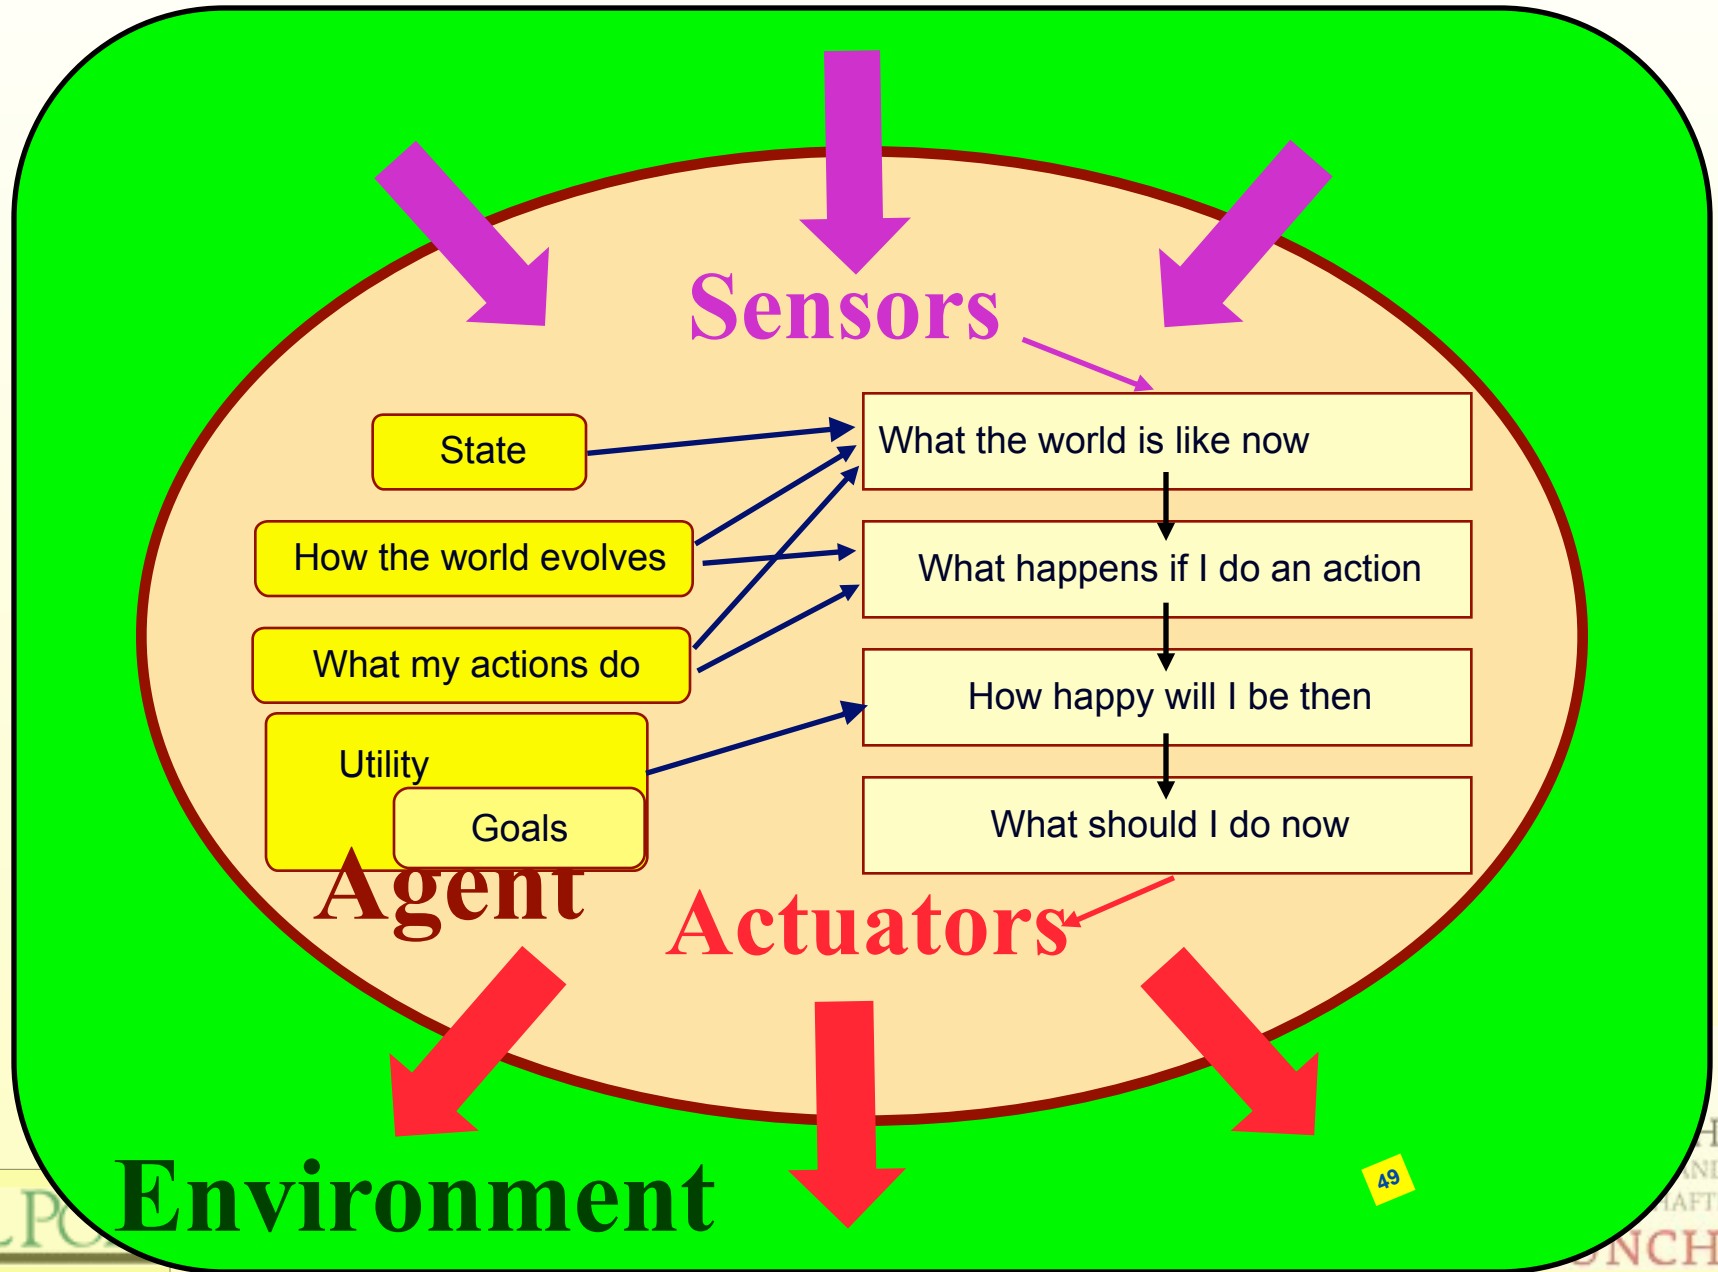 Sensors
State
What the world is like now
How the world evolves
What happens if I do an action
What my actions do
How happy will I be then
Utility
Goals
What should I do now
Agent
Actuators
Environment
49